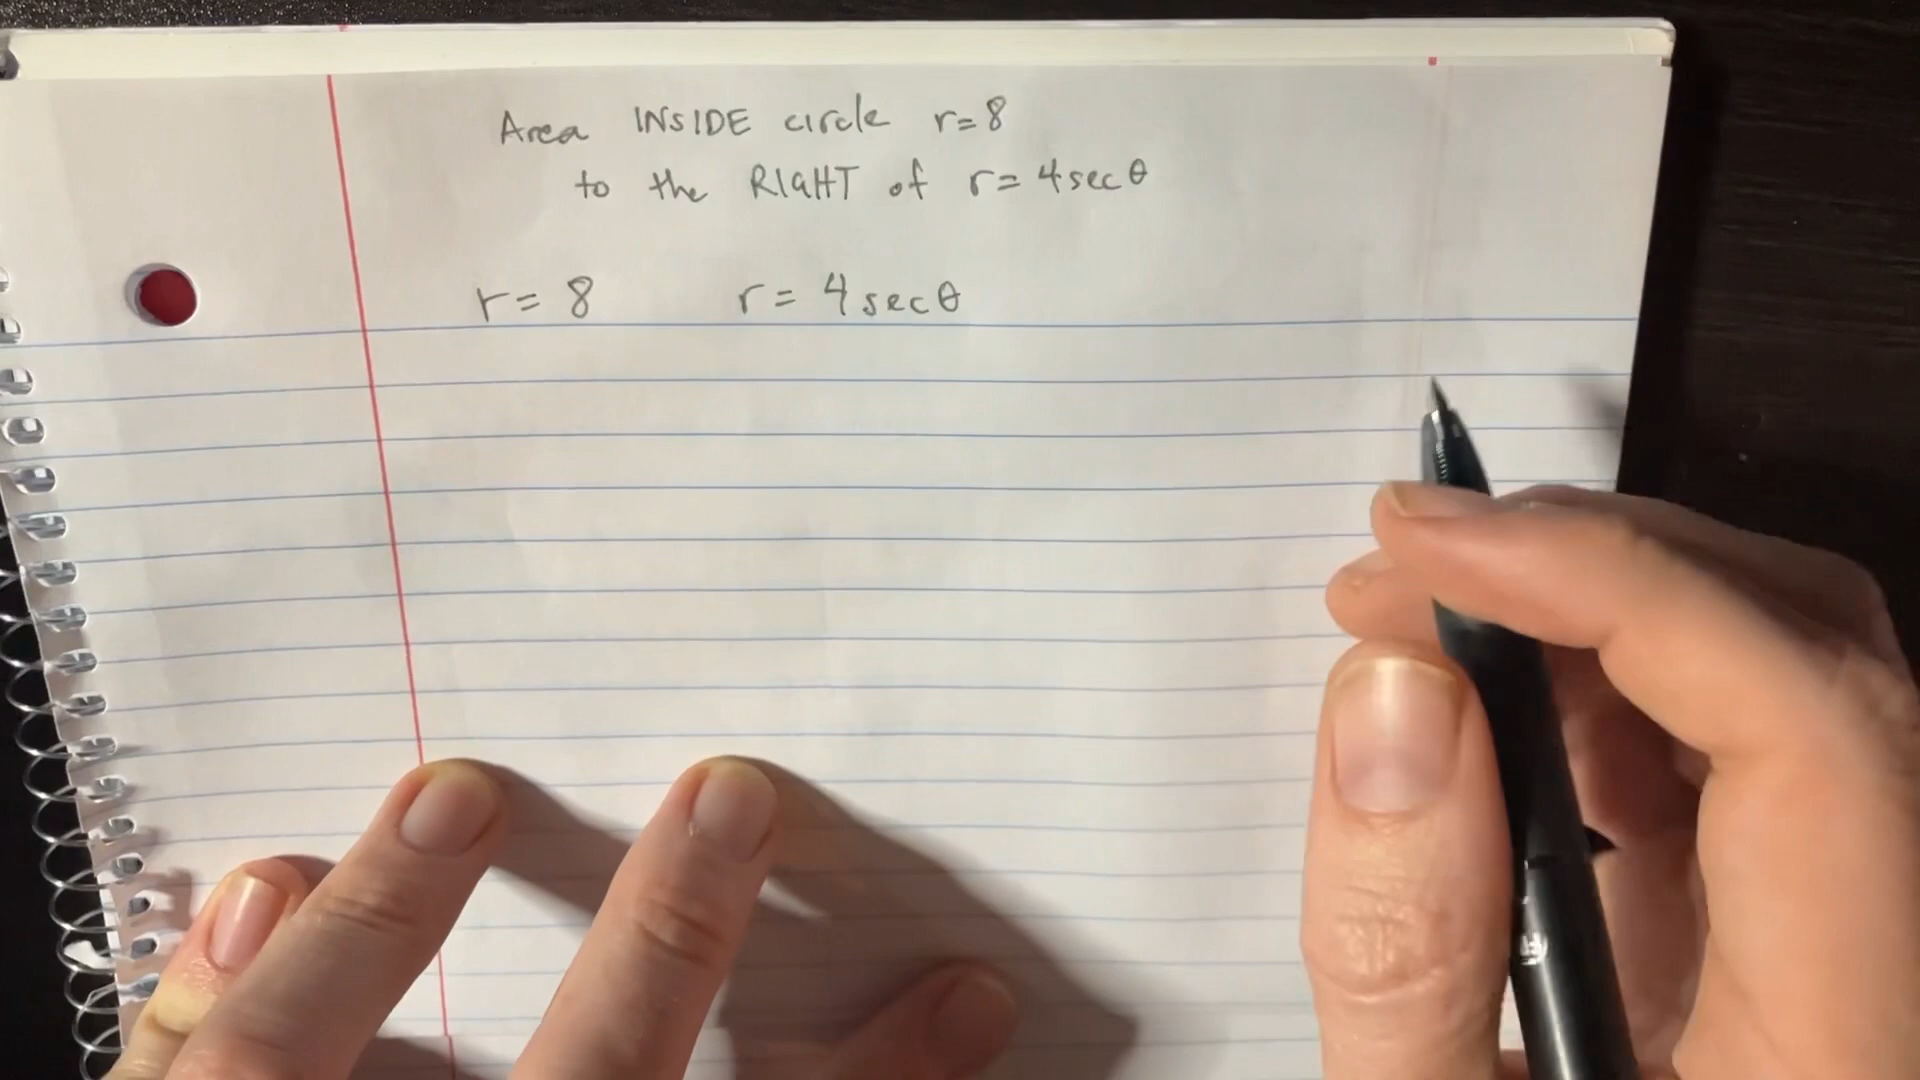 Area INSIDE circle r=8
to the RIGHT of r= 4secθ
r= 8 r= 4secθ